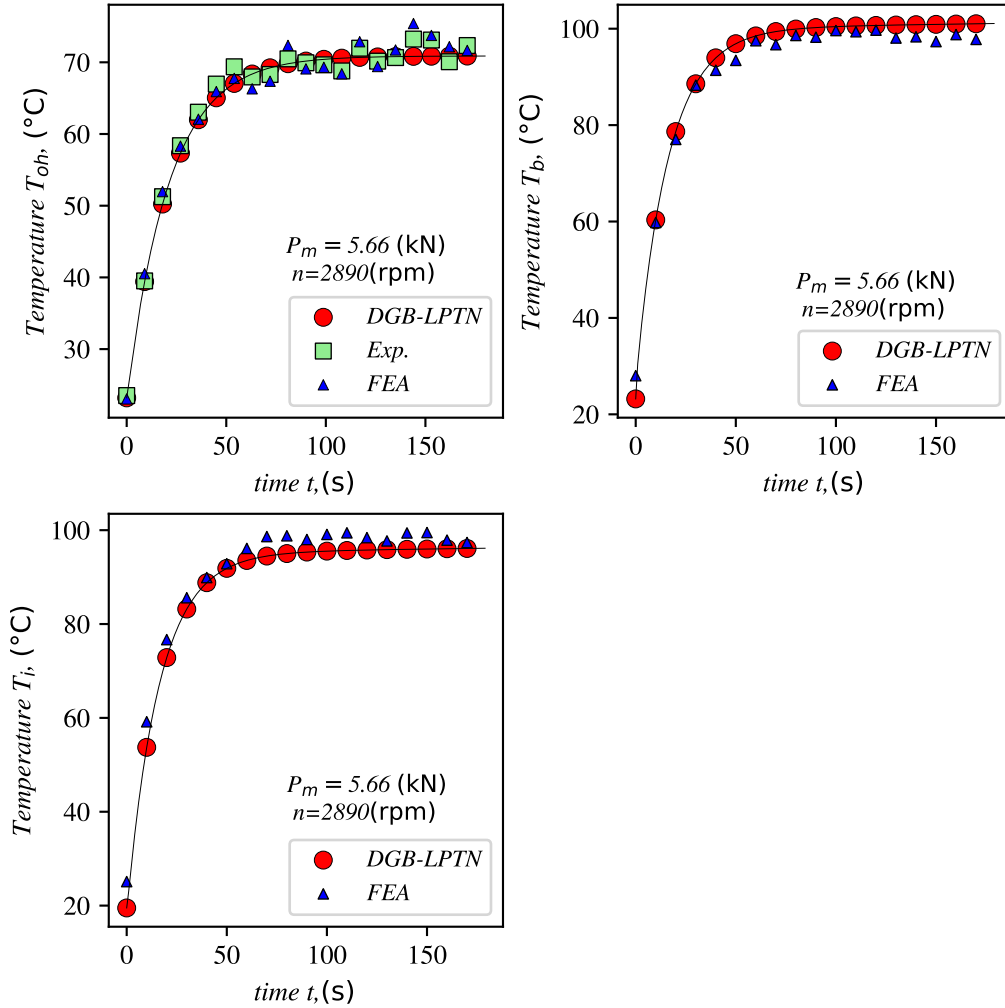 70
60
50
40
30
Temperature T_oh, (°C)
P_m = 5.66 (kN)
n=2890(rpm)
DGB-LPTN
Exp.
FEA
0 50 100 150
time t,(s)
100
80
60
40
20
Temperature T_b, (°C)
P_m = 5.66 (kN)
n=2890(rpm)
DGB-LPTN
FEA
0 50 100 150
time t,(s)
100
80
60
40
20
Temperature T_i, (°C)
P_m = 5.66 (kN)
n=2890(rpm)
DGB-LPTN
FEA
0 50 100 150
time t,(s)